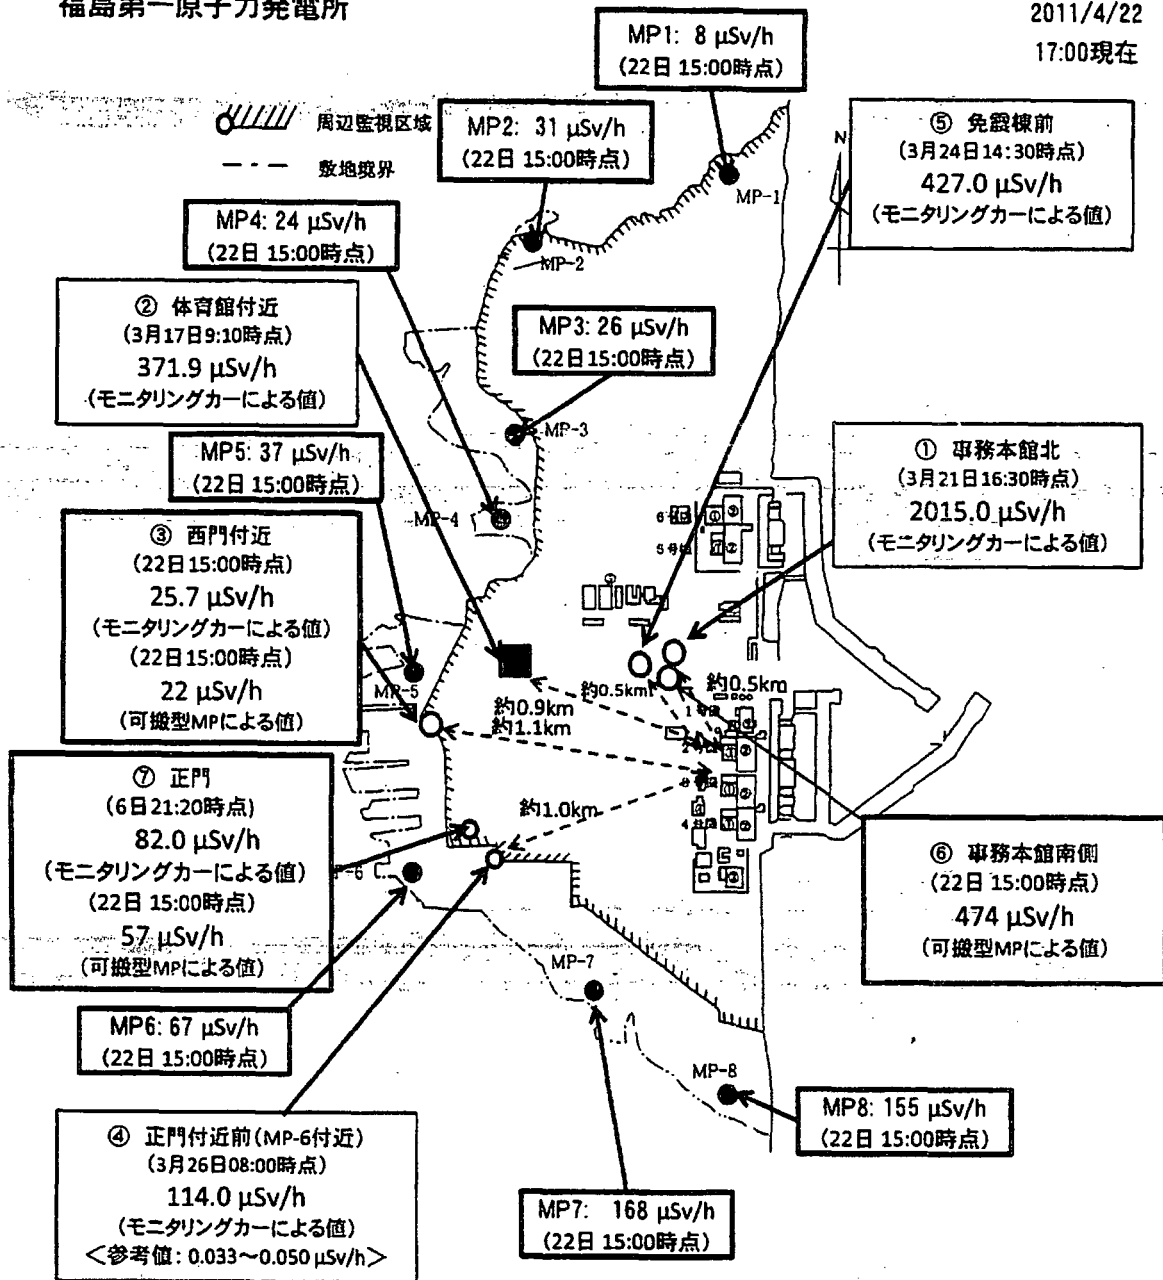 福島第一原子力発電所
2011/4/22
17:00現在
周辺監視区域
敷地境界
N
MP1: 8 μSv/h
(22日 15:00時点)
MP2: 31 μSv/h
(22日 15:00時点)
⑤ 免震棟前
(3月24日14:30時点)
427.0 μSv/h
(モニタリングカーによる値)
MP4: 24 μSv/h
(22日 15:00時点)
② 体育館付近
(3月17日9:10時点)
371.9 μSv/h
(モニタリングカーによる値)
MP3: 26 μSv/h
(22日15:00時点)
① 事務本館北
(3月21日16:30時点)
2015.0 μSv/h
(モニタリングカーによる値)
MP5: 37 μSv/h
(22日 15:00時点)
③ 西門付近
(22日15:00時点)
25.7 μSv/h
(モニタリングカーによる値)
(22日15:00時点)
22 μSv/h
(可搬型MPによる値)
⑦ 正門
(6日21:20時点)
82.0 μSv/h
(モニタリングカーによる値)
(22日 15:00時点)
57 μSv/h
(可搬型MPによる値)
⑥ 事務本館南側
(22日 15:00時点)
474 μSv/h
(可搬型MPによる値)
MP6: 67 μSv/h
(22日 15:00時点)
④ 正門付近前(MP-6付近)
(3月26日08:00時点)
114.0 μSv/h
(モニタリングカーによる値)
<参考値: 0.033~0.050 μSv/h>
MP7: 168 μSv/h
(22日 15:00時点)
MP8: 155 μSv/h
(22日 15:00時点)
MP-1
MP-2
MP-3
MP-4
MP-5
MP-7
MP-8
約0.5km
約0.5km
約0.9km
約1.1km
約1.0km